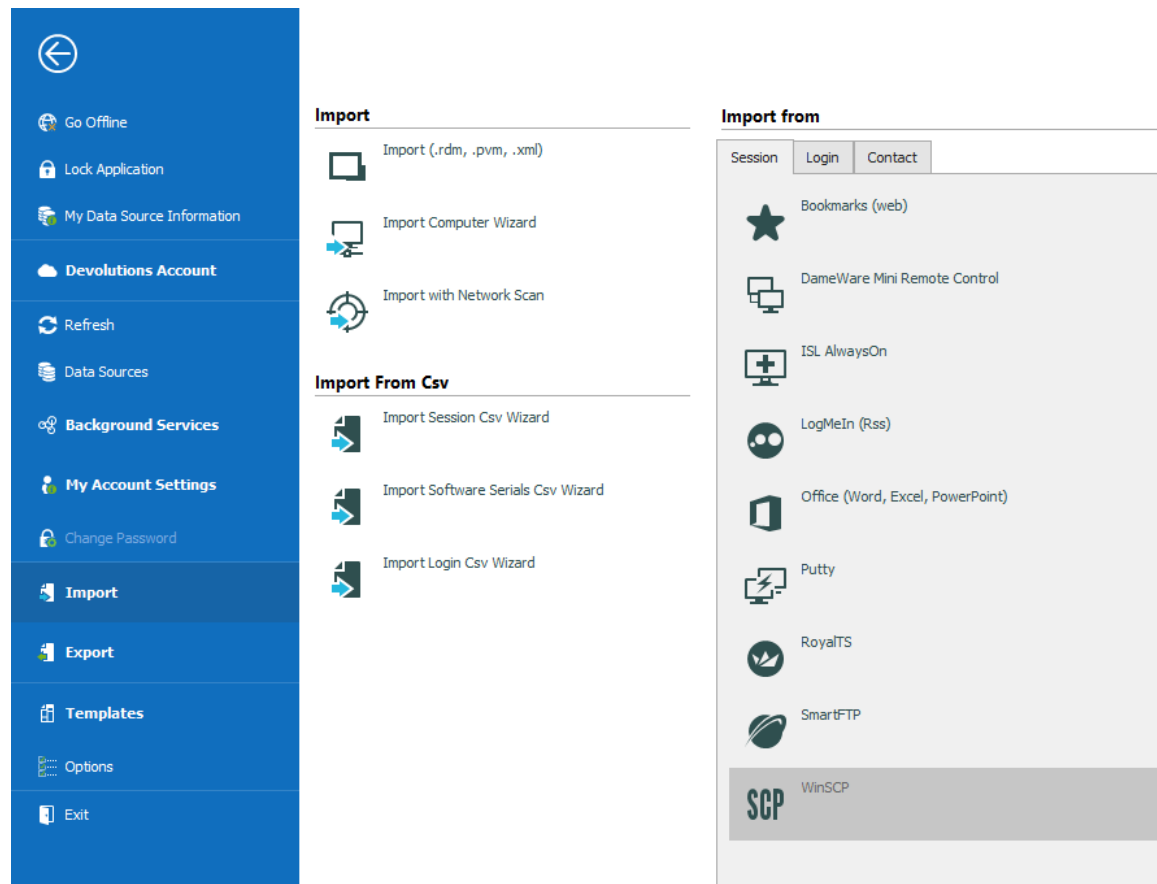 Go Offline
Lock Application
My Data Source Information
Devolutions Account
Refresh
Data Sources
Background Services
My Account Settings
Change Password
Import
Export
Templates
Options
Exit
Import
Import (.rdm, .pvm, .xml)
Import Computer Wizard
Import with Network Scan
Import From Csv
Import Session Csv Wizard
Import Software Serials Csv Wizard
Import Login Csv Wizard
Import from
Session Login Contact
Bookmarks (web)
DameWare Mini Remote Control
ISL AlwaysOn
LogMeIn (Rss)
Office (Word, Excel, PowerPoint)
Putty
RoyalTS
SmartFTP
SCP WinSCP